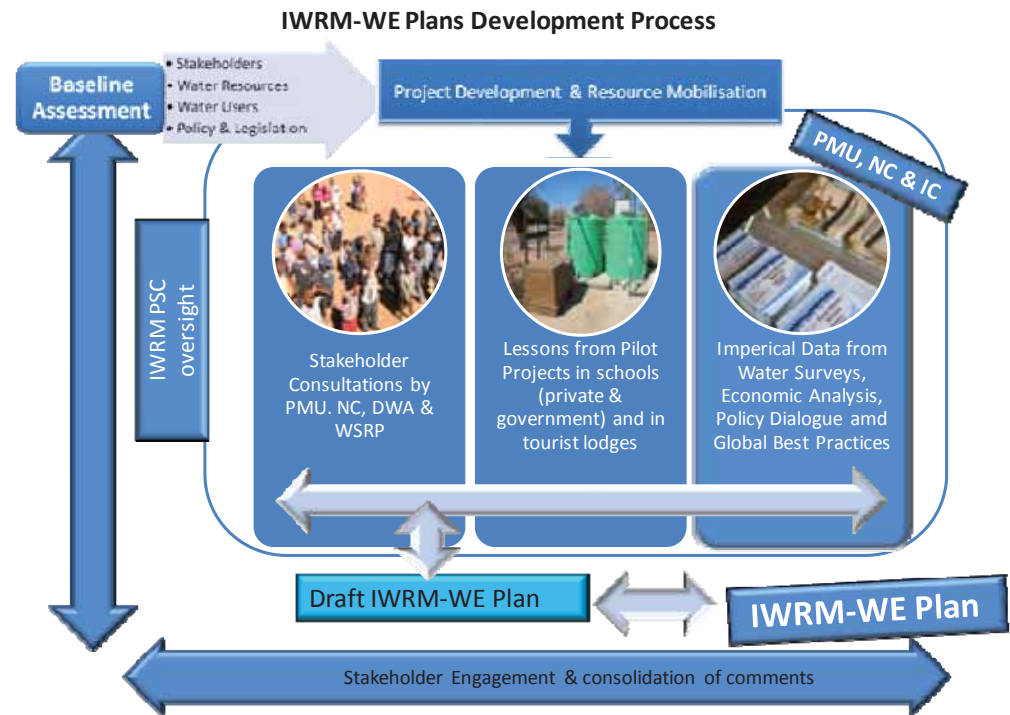 IWRM-WE Plans Development Process
Baseline
Assessment
• Stakeholders
• Water Resources
• Water Users
• Policy & Legislation
Project Development & Resource Mobilisation
PMU, NC & IC
IWRM PSC
oversight
Stakeholder
Consultations by
PMU. NC, DWA &
WSRP
Lessons from Pilot
Projects in schools
(private &
government) and in
tourist lodges
Imperical Data from
Water Surveys,
Economic Analysis,
Policy Dialogue amd
Global Best Practices
Draft IWRM-WE Plan
IWRM-WE Plan
Stakeholder Engagement & consolidation of comments